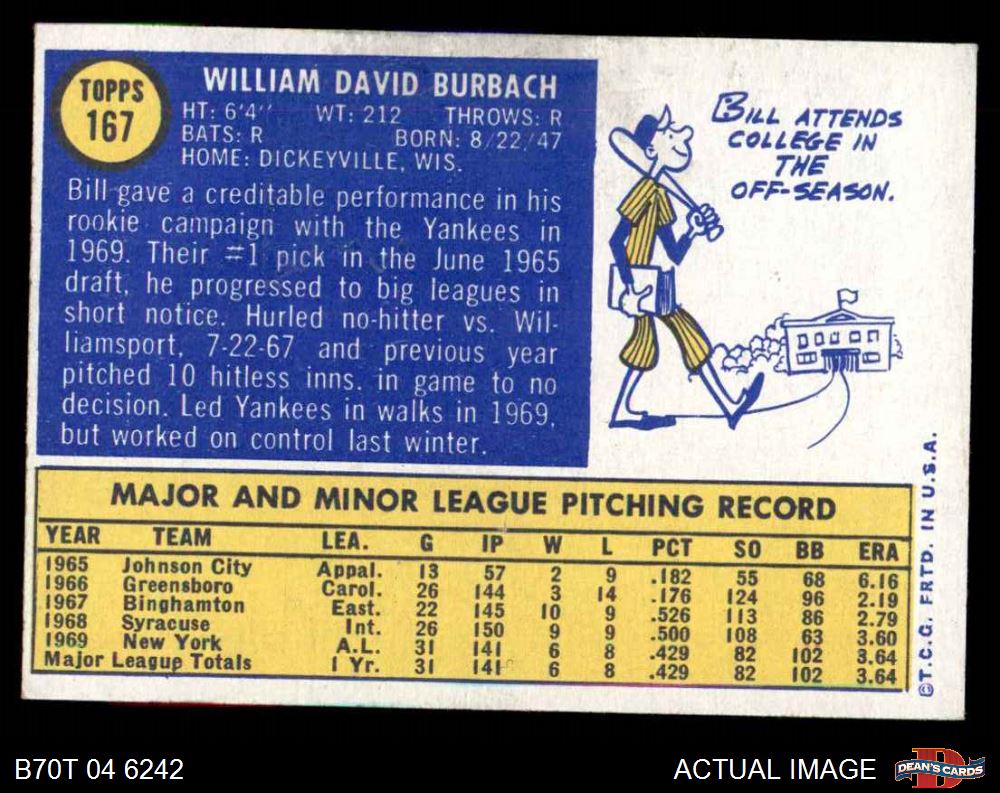 TOPPS
167
WILLIAM DAVID BURBACH
HT: 6'4'' WT: 212 THROWS: R
BATS: R BORN: 8/22/47
HOME: DICKEYVILLE, WIS.
Bill gave a creditable performance in his
rookie campaign with the Yankees in
1969. Their #1 pick in the June 1965
draft, he progressed to big leagues in
short notice. Hurled no-hitter vs. Wil-
liamsport, 7-22-67 and previous year
pitched 10 hitless inns. in game to no
decision. Led Yankees in walks in 1969,
but worked on control last winter.
BILL ATTENDS
COLLEGE IN
THE
OFF-SEASON.
MAJOR AND MINOR LEAGUE PITCHING RECORD
YEAR TEAM LEA. G IP W L PCT SO BB ERA
1965 Johnson City Appal. 13 57 2 9 .182 55 68 6.16
1966 Greensboro Carol. 26 144 3 14 .176 124 96 2.19
1967 Binghamton East. 22 145 10 9 .526 113 86 2.79
1968 Syracuse Int. 26 150 9 9 .500 108 63 3.60
1969 New York A.L. 31 141 6 8 .429 82 102 3.64
Major League Totals 1 Yr. 31 141 6 8 .429 82 102 3.64
©T.C.G. PRTD. IN U.S.A.
B70T 04 6242
ACTUAL IMAGE
DEAN'S CARDS